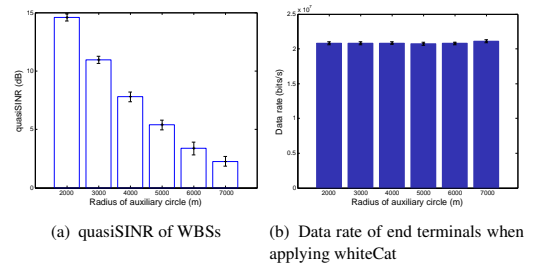 15
10
5
0
quasiSINR (dB)
2000 3000 4000 5000 6000 7000
Radius of auxiliary circle (m)
(a) quasiSINR of WBSs
2.5 x 10^7
2
1.5
1
0.5
0
Data rate (bits/s)
2000 3000 4000 5000 6000 7000
Radius of auxiliary circle (m)
(b) Data rate of end terminals when
applying whiteCat